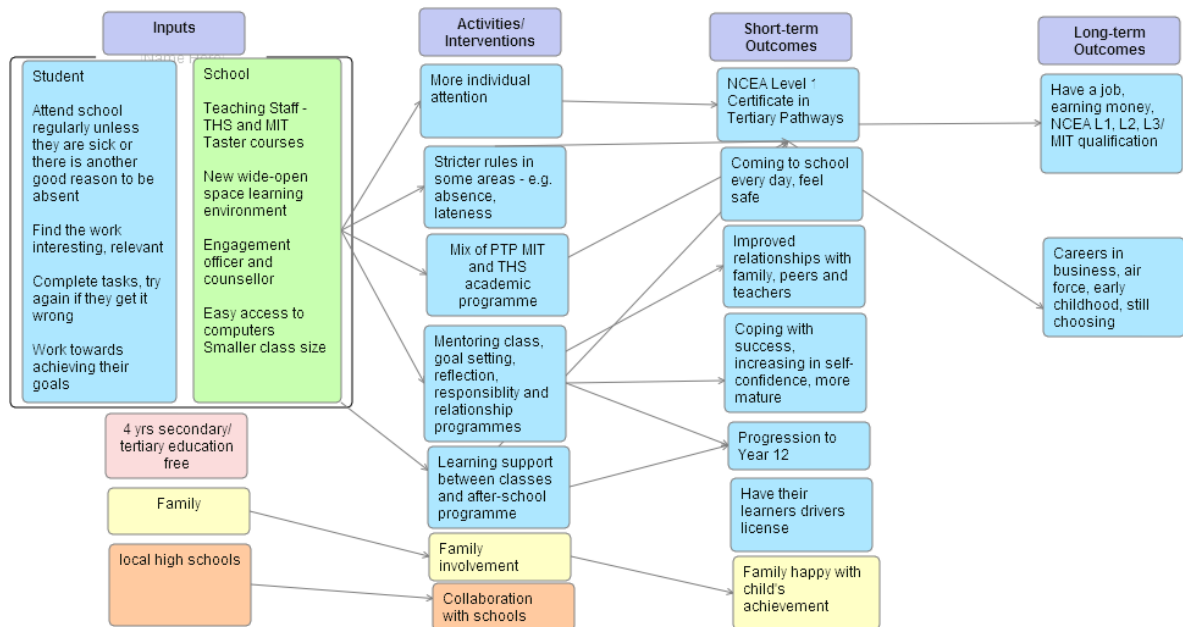 Inputs
Student
Attend school
regularly unless
they are sick or
there is another
good reason to be
absent
Find the work
interesting, relevant
Complete tasks, try
again if they get it
wrong
Work towards
achieving their
goals
School
Teaching Staff -
THS and MIT
Taster courses
New wide-open
space learning
environment
Engagement
officer and
counsellor
Easy access to
computers
Smaller class size
4 yrs secondary/
tertiary education
free
Family
local high schools
Activities/
Interventions
More individual
attention
Stricter rules in
some areas - e.g.
absence,
lateness
Mix of PTP MIT
and THS
academic
programme
Mentoring class,
goal setting,
reflection,
responsiblity and
relationship
programmes
Learning support
between classes
and after-school
programme
Family
involvement
Collaboration
with schools
Short-term
Outcomes
NCEA Level 1
Certificate in
Tertiary Pathways
Coming to school
every day, feel
safe
Improved
relationships with
family, peers and
teachers
Coping with
success,
increasing in self-
confidence, more
mature
Progression to
Year 12
Have their
learners drivers
license
Family happy with
child's
achievement
Long-term
Outcomes
Have a job,
earning money,
NCEA L1, L2, L3/
MIT qualification
Careers in
business, air
force, early
childhood, still
choosing